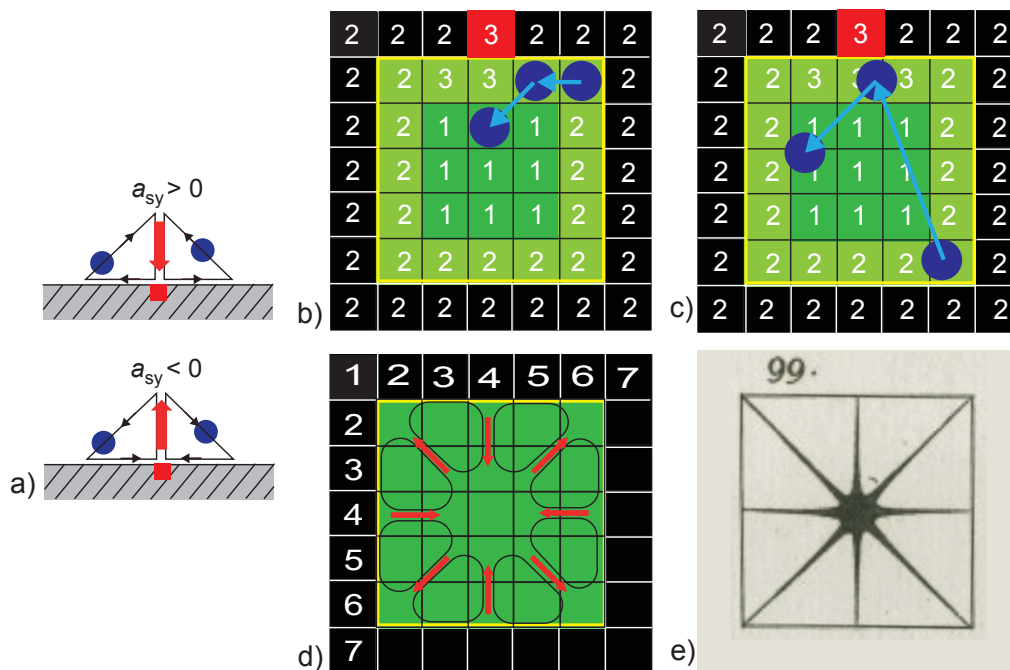 a_sy > 0
a_sy < 0
a)
2 2 2 3 2 2 2
2 2 3 3 2
2 2 1 1 2 2
2 2 1 1 1 2 2
2 2 1 1 1 2 2
2 2 2 2 2 2 2
2 2 2 2 2 2 2
b)
2 2 2 3 2 2 2
2 2 3 3 2 2
2 2 1 1 1 2 2
2 2 1 1 1 2 2
2 2 1 1 1 2 2
2 2 2 2 2 2
2 2 2 2 2 2 2
c)
1 2 3 4 5 6 7
2
3
4
5
6
7
d)
99.
e)